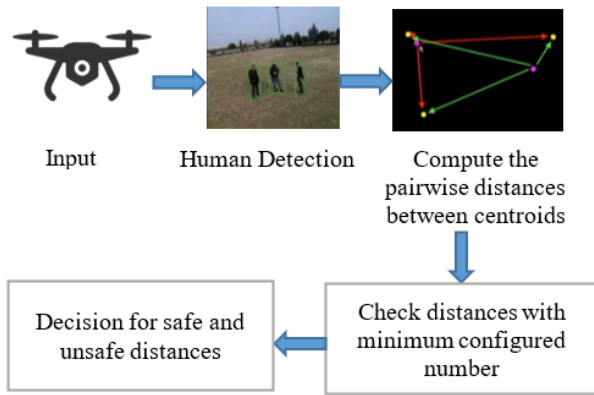 Input
Human Detection
Compute the
pairwise distances
between centroids
Check distances with
minimum configured
number
Decision for safe and
unsafe distances